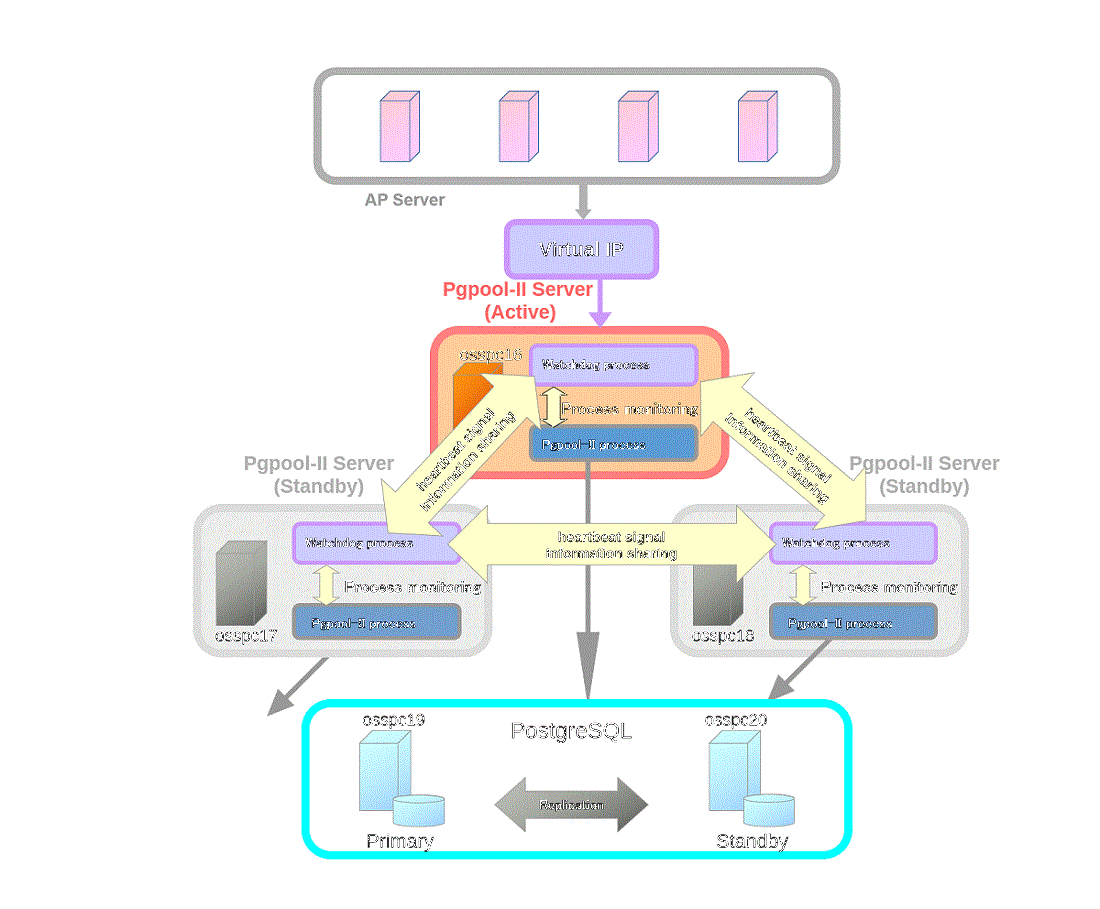 AP Server
Virtual IP
Pgpool-II Server
(Active)
osspc16
Watchdog process
Process monitoring
Pgpool-II process
heartbeat signal
information sharing
heartbeat signal
information sharing
Pgpool-II Server
(Standby)
Pgpool-II Server
(Standby)
Watchdog process
Process monitoring
Pgpool-II process
osspc17
heartbeat signal
information sharing
Watchdog process
Process monitoring
Pgpool-II process
osspc18
osspc19
PostgreSQL
osspc20
Replication
Primary
Standby